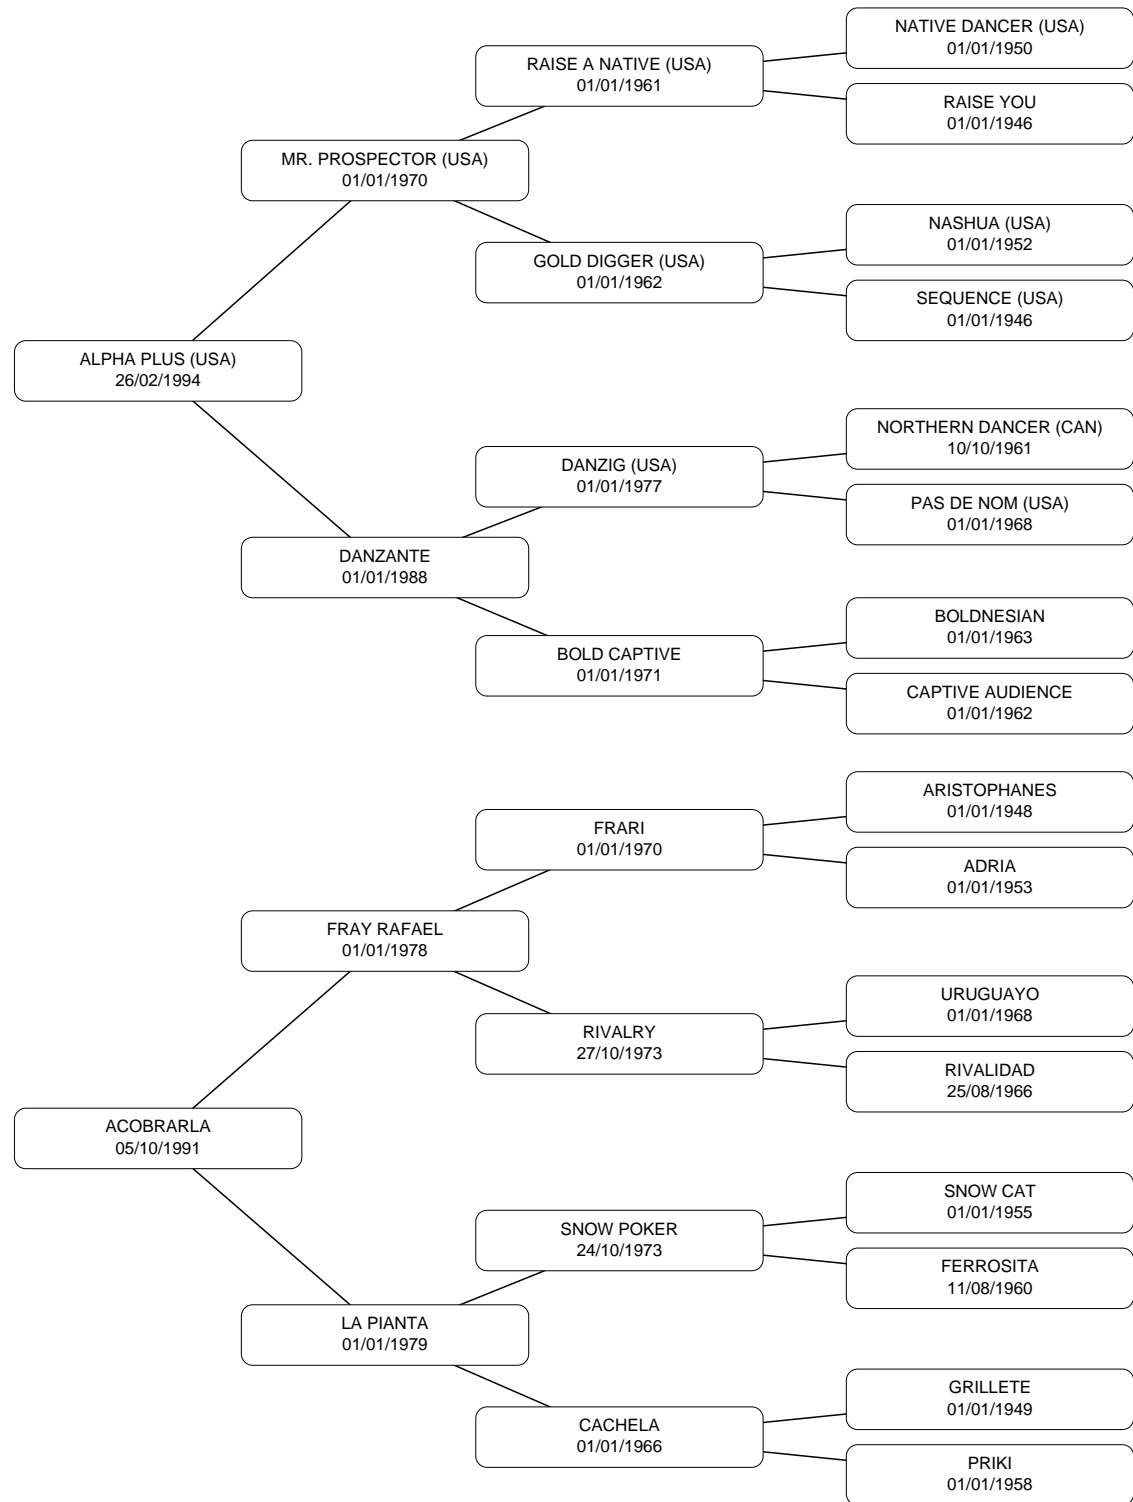 NATIVE DANCER (USA)
01/01/1950
RAISE A NATIVE (USA)
01/01/1961
RAISE YOU
01/01/1946
MR. PROSPECTOR (USA)
01/01/1970
NASHUA (USA)
01/01/1952
GOLD DIGGER (USA)
01/01/1962
SEQUENCE (USA)
01/01/1946
ALPHA PLUS (USA)
26/02/1994
NORTHERN DANCER (CAN)
10/10/1961
DANZIG (USA)
01/01/1977
PAS DE NOM (USA)
01/01/1968
DANZANTE
01/01/1988
BOLDNESIAN
01/01/1963
BOLD CAPTIVE
01/01/1971
CAPTIVE AUDIENCE
01/01/1962
ARISTOPHANES
01/01/1948
FRARI
01/01/1970
ADRIA
01/01/1953
FRAY RAFAEL
01/01/1978
URUGUAYO
01/01/1968
RIVALRY
27/10/1973
RIVALIDAD
25/08/1966
ACOBRARLA
05/10/1991
SNOW CAT
01/01/1955
SNOW POKER
24/10/1973
FERROSITA
11/08/1960
LA PIANTA
01/01/1979
GRILLETE
01/01/1949
CACHELA
01/01/1966
PRIKI
01/01/1958